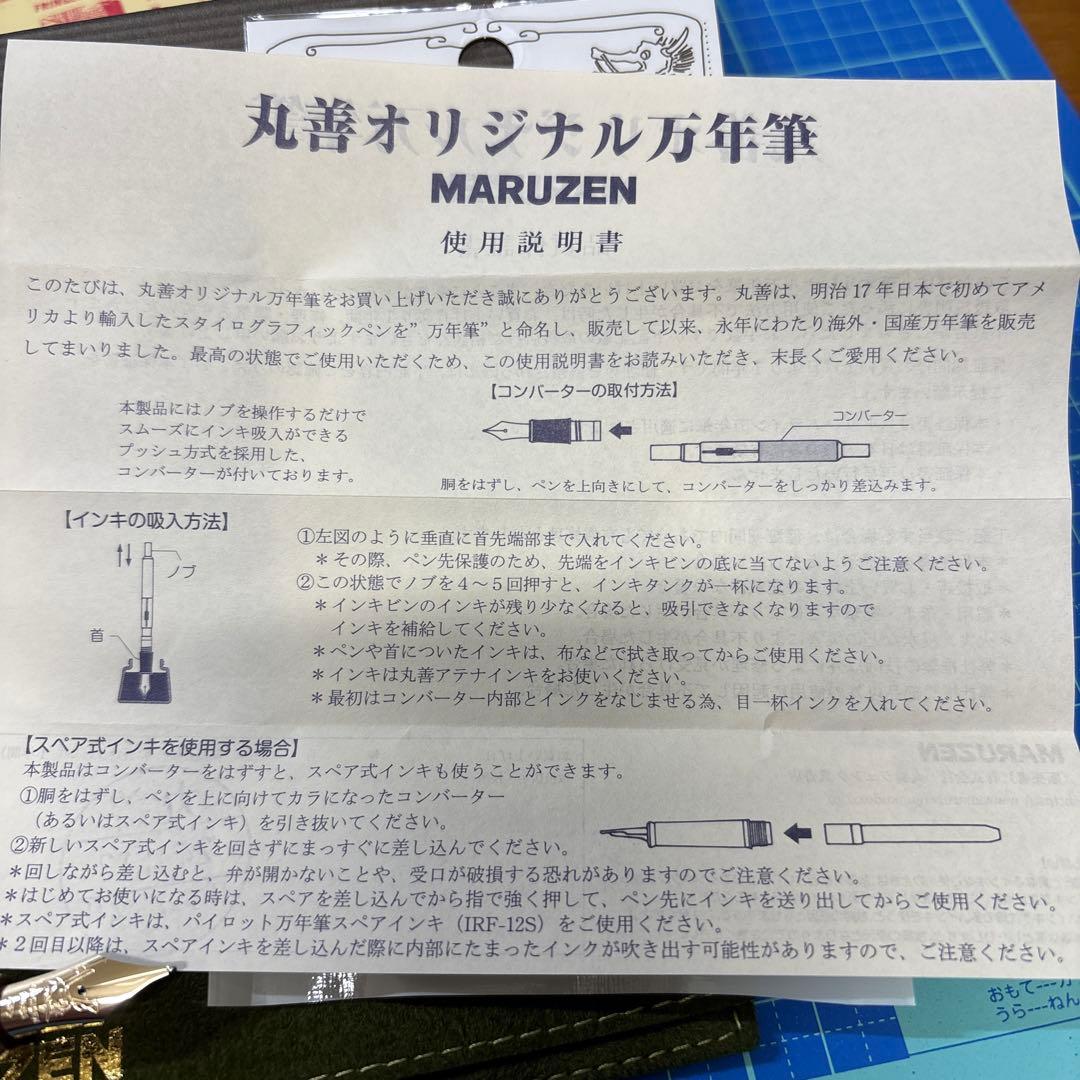 丸善オリジナル万年筆
MARUZEN
使用説明書
このたびは、丸善オリジナル万年筆をお買い上げいただき誠にありがとうございます。丸善は、明治17年日本で初めてアメ
リカより輸入したスタイログラフィックペンを”万年筆”と命名し、販売して以来、永年にわたり海外・国産万年筆を販売
してまいりました。最高の状態でご使用いただくため、この使用説明書をお読みいただき、末長くご愛用ください。
本製品にはノブを操作するだけで
スムーズにインキ吸入ができる
プッシュ方式を採用した、
コンバーターが付いております。
【コンバーターの取付方法】
コンバーター
胴をはずし、ペンを上向きにして、コンバーターをしっかり差込みます。
【インキの吸入方法】
ノブ
首
①左図のように垂直に首先端部まで入れてください。
＊その際、ペン先保護のため、先端をインキビンの底に当てないようご注意ください。
②この状態でノブを４～５回押すと、インキタンクが一杯になります。
＊インキビンのインキが残り少なくなると、吸引できなくなりますので
インキを補給してください。
＊ペンや首についたインキは、布などで拭き取ってからご使用ください。
＊インキは丸善アテナインキをお使いください。
＊最初はコンバーター内部とインクをなじませる為、目一杯インクを入れてください。
【スペア式インキを使用する場合】
本製品はコンバーターをはずすと、スペア式インキも使うことができます。
①胴をはずし、ペンを上に向けてカラになったコンバーター
（あるいはスペア式インキ）を引き抜いてください。
②新しいスペア式インキを回さずにまっすぐに差し込んでください。
＊回しながら差し込むと、弁が開かないことや、受口が破損する恐れがありますのでご注意ください。
＊はじめてお使いになる時は、スペアを差し込んでから指で強く押して、ペン先にインキを送り出してからご使用ください。
＊スペア式インキは、パイロット万年筆スペアインキ（IRF-12S）をご使用ください。
＊２回目以降は、スペアインキを差し込んだ際に内部にたまったインクが吹き出す可能性がありますので、ご注意ください。
おもて---カ
うら---ねん
ZEN